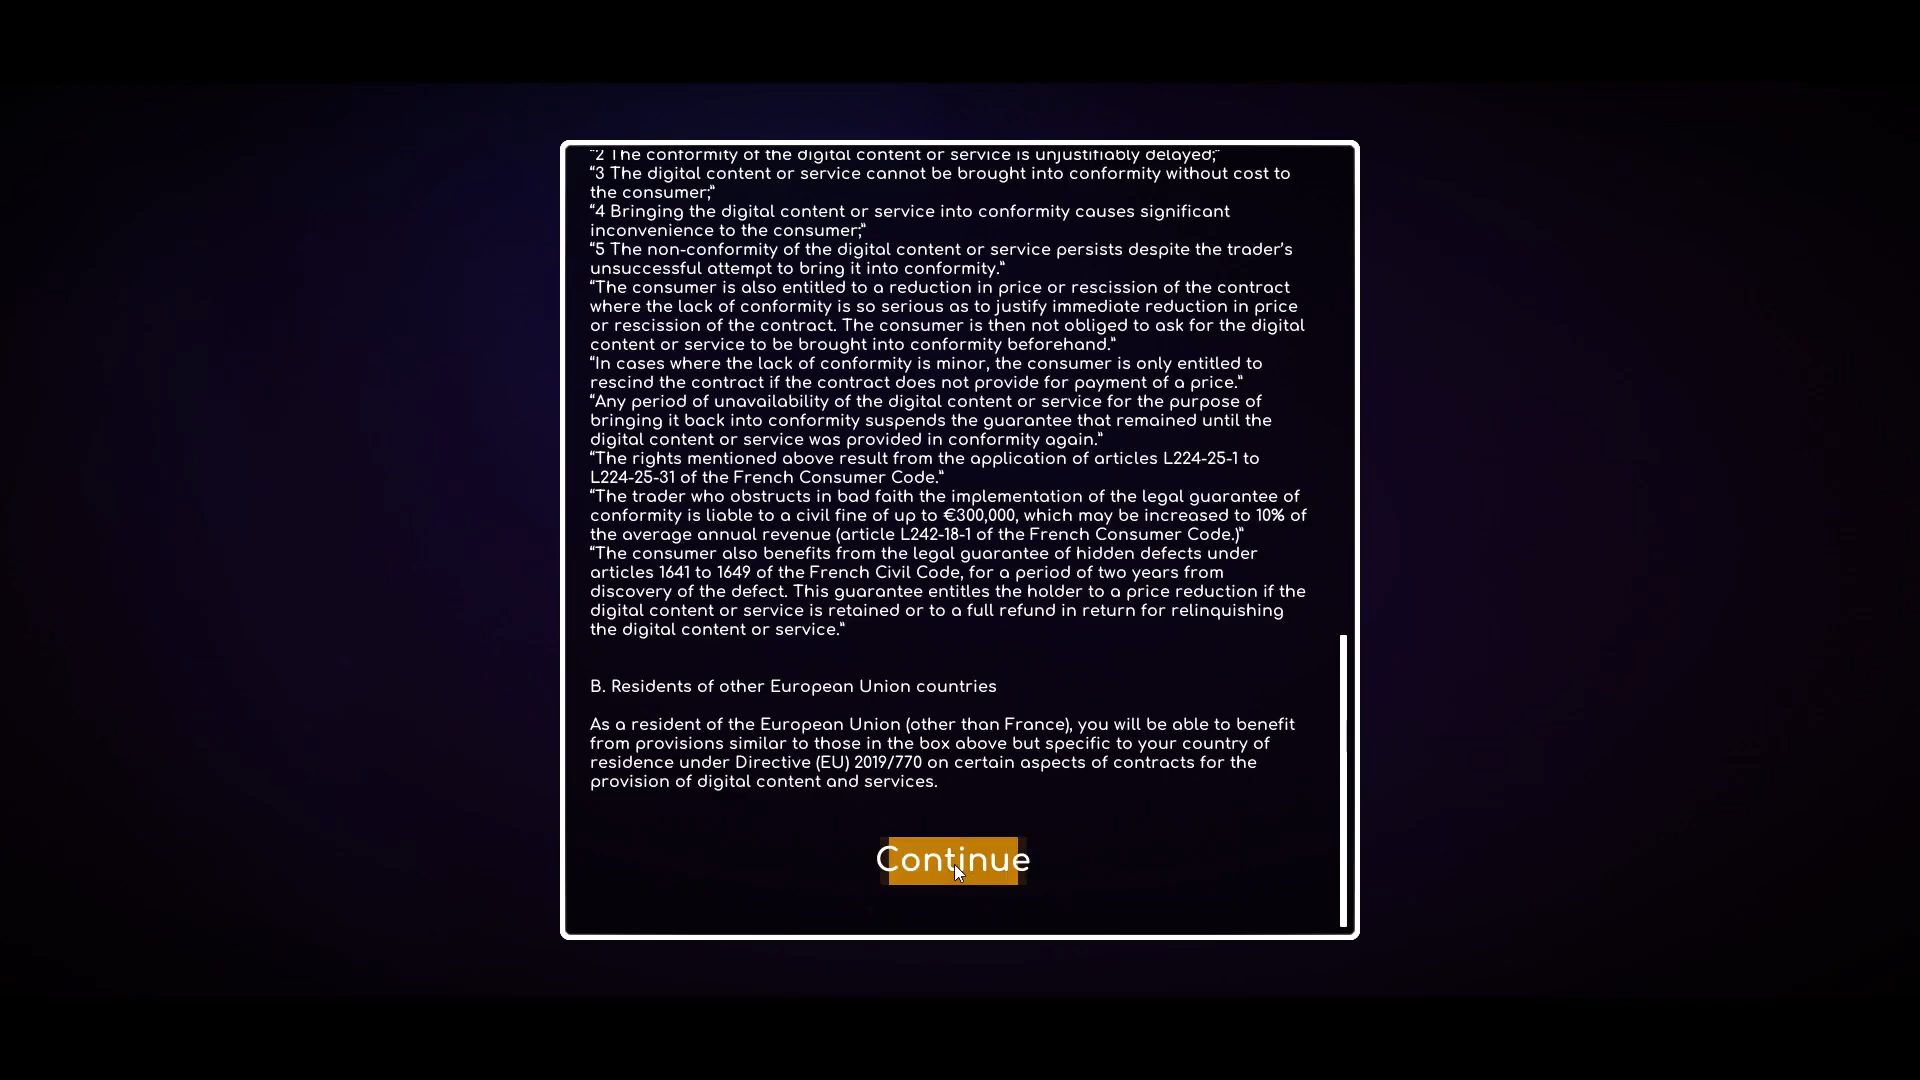 “2 The conformity of the digital content or service is unjustifiably delayed;”
“3 The digital content or service cannot be brought into conformity without cost to
the consumer;”
“4 Bringing the digital content or service into conformity causes significant
inconvenience to the consumer;”
“5 The non-conformity of the digital content or service persists despite the trader’s
unsuccessful attempt to bring it into conformity.”
“The consumer is also entitled to a reduction in price or rescission of the contract
where the lack of conformity is so serious as to justify immediate reduction in price
or rescission of the contract. The consumer is then not obliged to ask for the digital
content or service to be brought into conformity beforehand.”
“In cases where the lack of conformity is minor, the consumer is only entitled to
rescind the contract if the contract does not provide for payment of a price.”
“Any period of unavailability of the digital content or service for the purpose of
bringing it back into conformity suspends the guarantee that remained until the
digital content or service was provided in conformity again.”
“The rights mentioned above result from the application of articles L224-25-1 to
L224-25-31 of the French Consumer Code.”
“The trader who obstructs in bad faith the implementation of the legal guarantee of
conformity is liable to a civil fine of up to €300,000, which may be increased to 10% of
the average annual revenue (article L242-18-1 of the French Consumer Code.)”
“The consumer also benefits from the legal guarantee of hidden defects under
articles 1641 to 1649 of the French Civil Code, for a period of two years from
discovery of the defect. This guarantee entitles the holder to a price reduction if the
digital content or service is retained or to a full refund in return for relinquishing
the digital content or service.”
B. Residents of other European Union countries
As a resident of the European Union (other than France), you will be able to benefit
from provisions similar to those in the box above but specific to your country of
residence under Directive (EU) 2019/770 on certain aspects of contracts for the
provision of digital content and services.
Continue